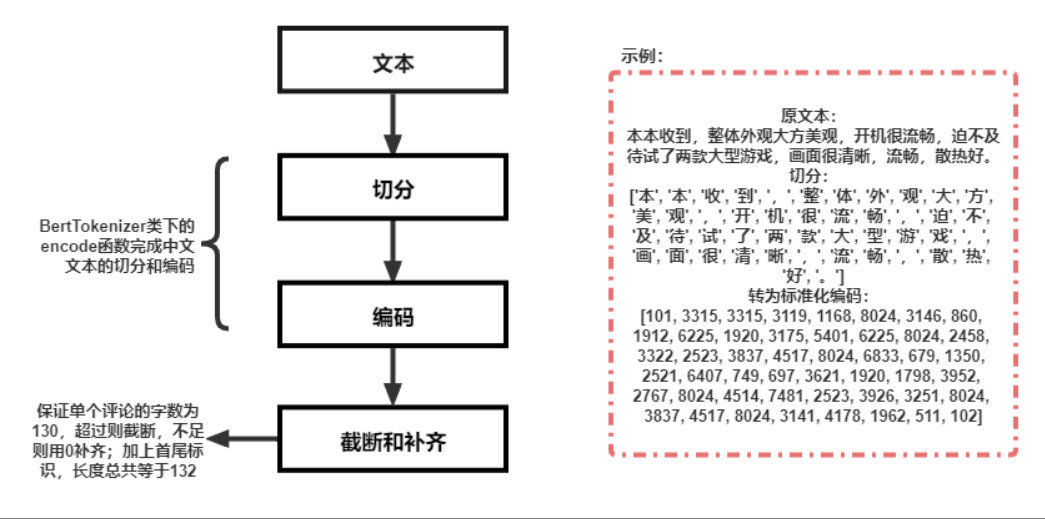 文本
切分
编码
截断和补齐
BertTokenizer类下的
encode函数完成中文
文本的切分和编码
保证单个评论的字数为
130，超过则截断，不足
则用0补齐；加上首尾标
识，长度总共等于132
示例：
原文本：
本本收到，整体外观大方美观，开机很流畅，迫不及
待试了两款大型游戏，画面很清晰，流畅，散热好。
切分：
['本', '本', '收', '到', '，', '整', '体', '外', '观', '大', '方',
'美', '观', '，', '开', '机', '很', '流', '畅', '，', '迫', '不',
'及', '待', '试', '了', '两', '款', '大', '型', '游', '戏', '，',
'画', '面', '很', '清', '晰', '，', '流', '畅', '，', '散', '热',
'好', '。']
转为标准化编码：
[101, 3315, 3315, 3119, 1168, 8024, 3146, 860,
1912, 6225, 1920, 3175, 5401, 6225, 8024, 2458,
3322, 2523, 3837, 4517, 8024, 6833, 679, 1350,
2521, 6407, 749, 697, 3621, 1920, 1798, 3952,
2767, 8024, 4514, 7481, 2523, 3926, 3251, 8024,
3837, 4517, 8024, 3141, 4178, 1962, 511, 102]